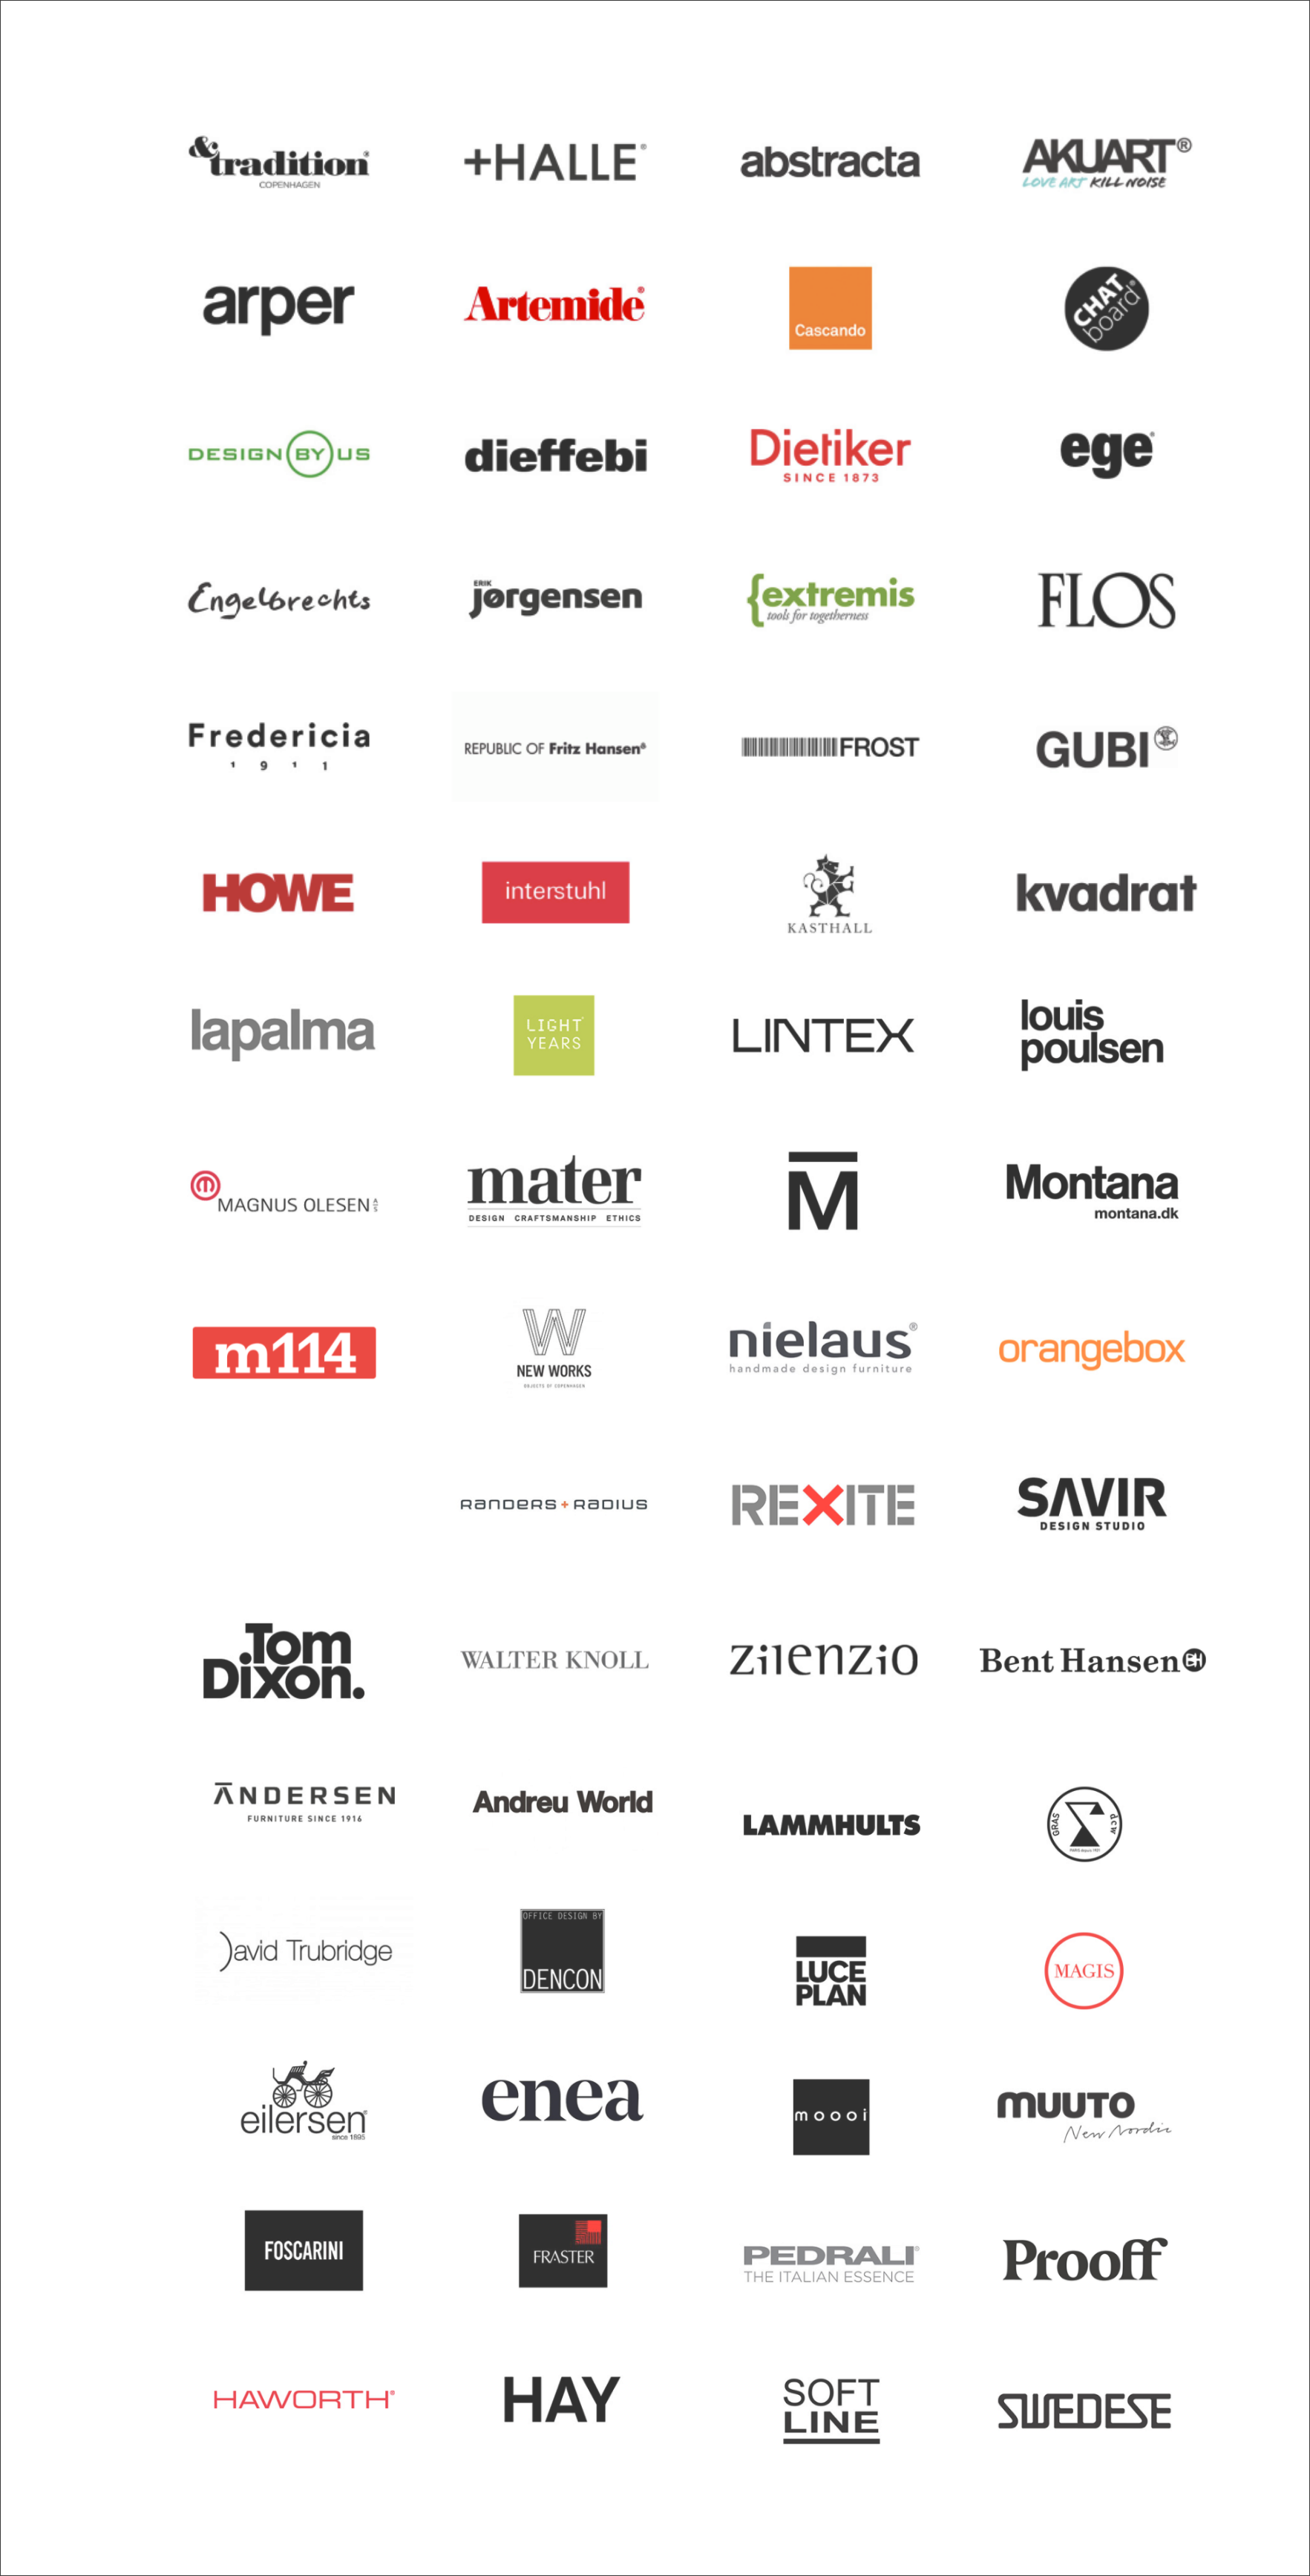 &tradition®
COPENHAGEN
+HALLE®
abstracta
AKUART®
LOVE ART KILL NOISE
arper
Artemide®
Cascando
CHAT
board®
DESIGN BY US
dieffebi
Dietiker
SINCE 1873
ege®
Engelbrechts
ERIK
jørgensen
{extremis
tools for togetherness
FLOS
Fredericia
1911
REPUBLIC OF Fritz Hansen®
FROST
GUBI
HOWE
interstuhl
KASTHALL
kvadrat
lapalma
LIGHT
YEARS
LINTEX
louis
poulsen
MAGNUS OLESEN A/S
mater
DESIGN CRAFTSMANSHIP ETHICS
M
Montana
montana.dk
m114
W
NEW WORKS
OBJECTS OF COPENHAGEN
nielaus®
handmade design furniture
orangebox
RANDERS+RADIUS
REXITE
SAVIR
DESIGN STUDIO
Tom
Dixon.
WALTER KNOLL
zilenzio
Bent Hansen BH
ANDERSEN
FURNITURE SINCE 1916
Andreu World
LAMMHULTS
GRAS
dcw
David Trubridge
OFFICE DESIGN BY
DENCON
LUCE
PLAN
MAGIS
eilersen®
since 1895
enea
moooi
MUUTO
New Nordic
FOSCARINI
FRASTER
PEDRALI®
THE ITALIAN ESSENCE
Prooff
HAWORTH®
HAY
SOFT
LINE
SWEDESE